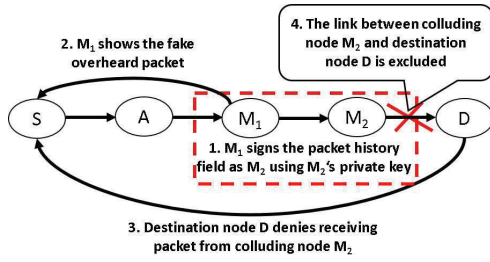 4. The link between colluding
node M2 and destination
node D is excluded
2. M1 shows the fake
overheard packet
S
A
M1
M2
D
1. M1 signs the packet history
field as M2 using M2's private key
3. Destination node D denies receiving
packet from colluding node M2